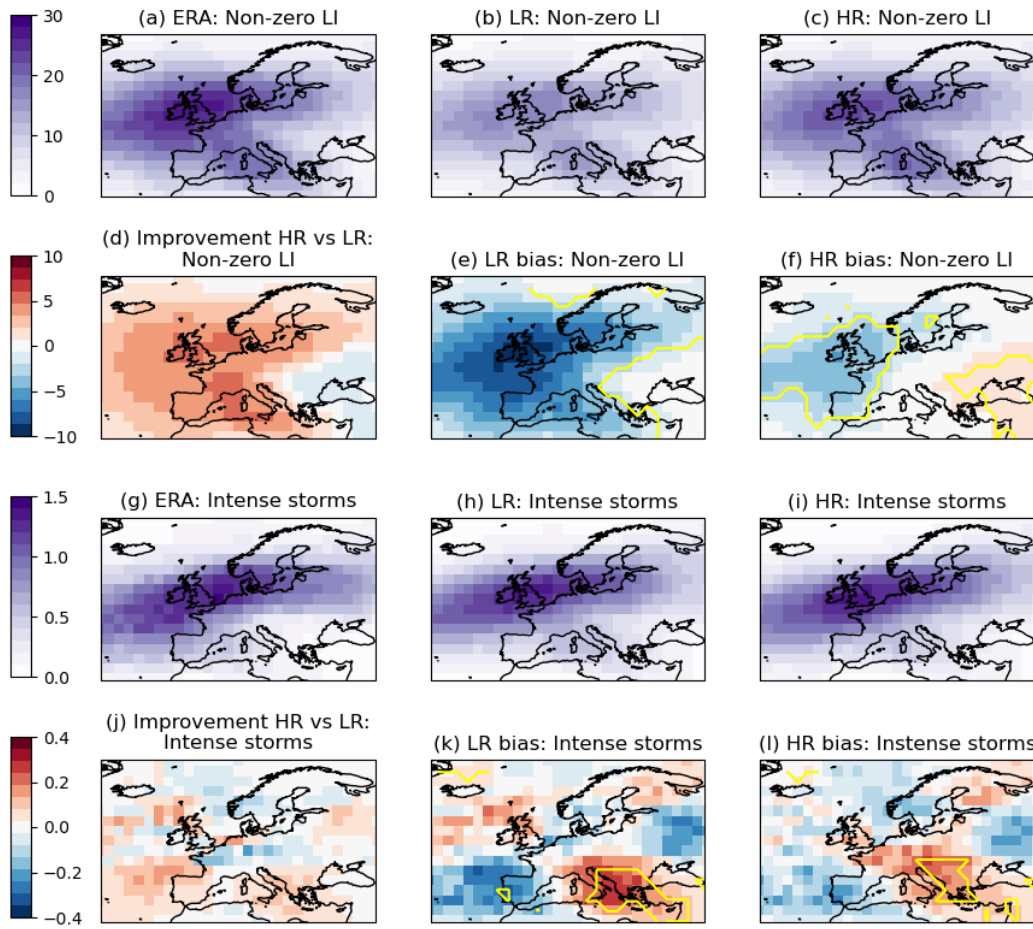 (a) ERA: Non-zero LI
(b) LR: Non-zero LI
(c) HR: Non-zero LI
30
20
10
0
(d) Improvement HR vs LR:
Non-zero LI
(e) LR bias: Non-zero LI
(f) HR bias: Non-zero LI
10
5
0
−5
−10
(g) ERA: Intense storms
(h) LR: Intense storms
(i) HR: Intense storms
1.5
1.0
0.5
0.0
(j) Improvement HR vs LR:
Intense storms
(k) LR bias: Intense storms
(l) HR bias: Instense storms
0.4
0.2
0.0
−0.2
−0.4